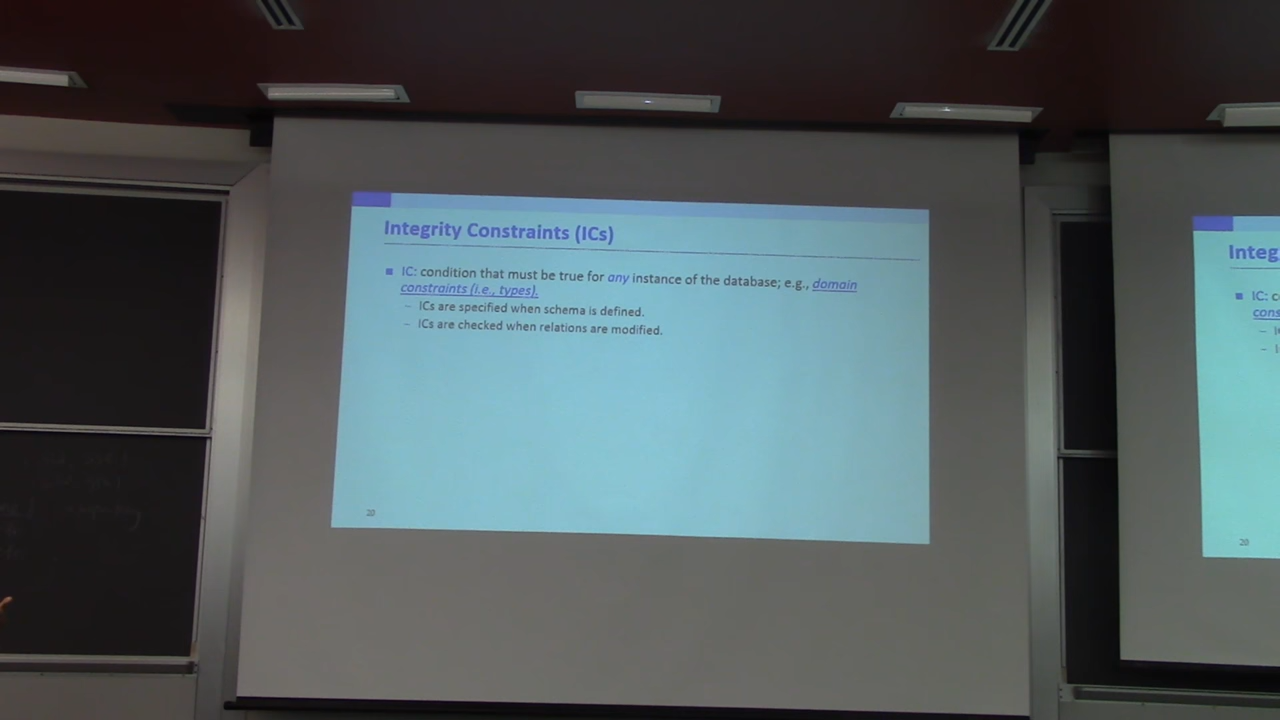 Integrity Constraints (ICs)
IC: condition that must be true for any instance of the database; e.g., domain
constraints (i.e., types).
– ICs are specified when schema is defined.
– ICs are checked when relations are modified.
20
Integ
IC: c
cons
20